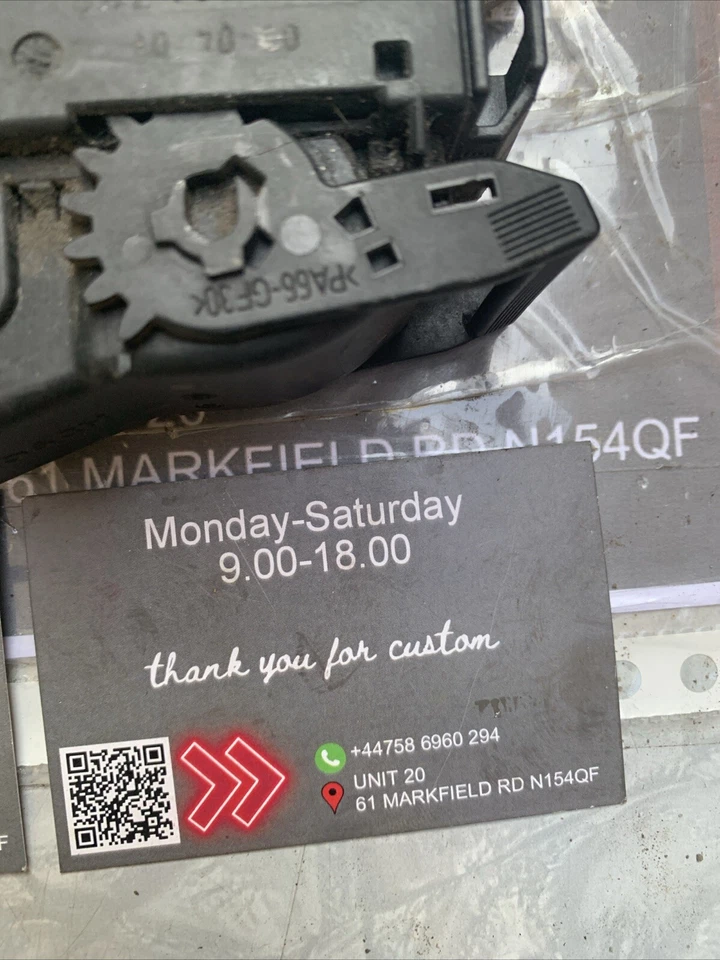 >PA66-GF30<
61 MARKFIELD RD N154QF
Monday-Saturday
9.00-18.00
thank you for custom
+44758 6960 294
UNIT 20
61 MARKFIELD RD N154QF
F